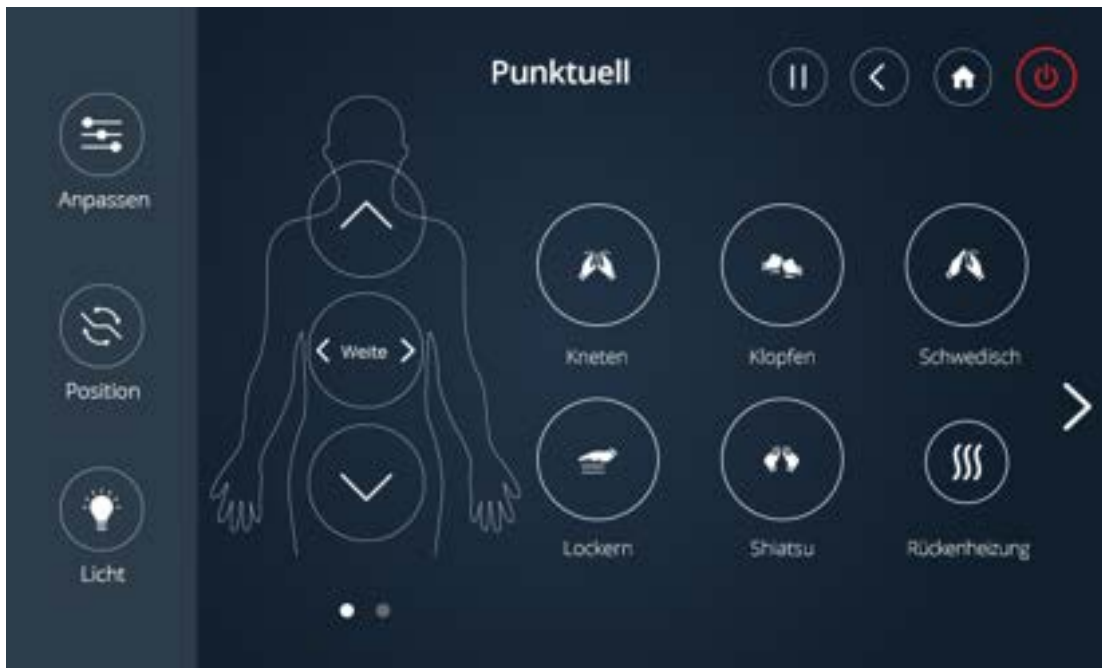 Punktuell
Anpassen
Position
Licht
Weite
Kneten
Klopfen
Schwedisch
Lockern
Shiatsu
Rückenheizung